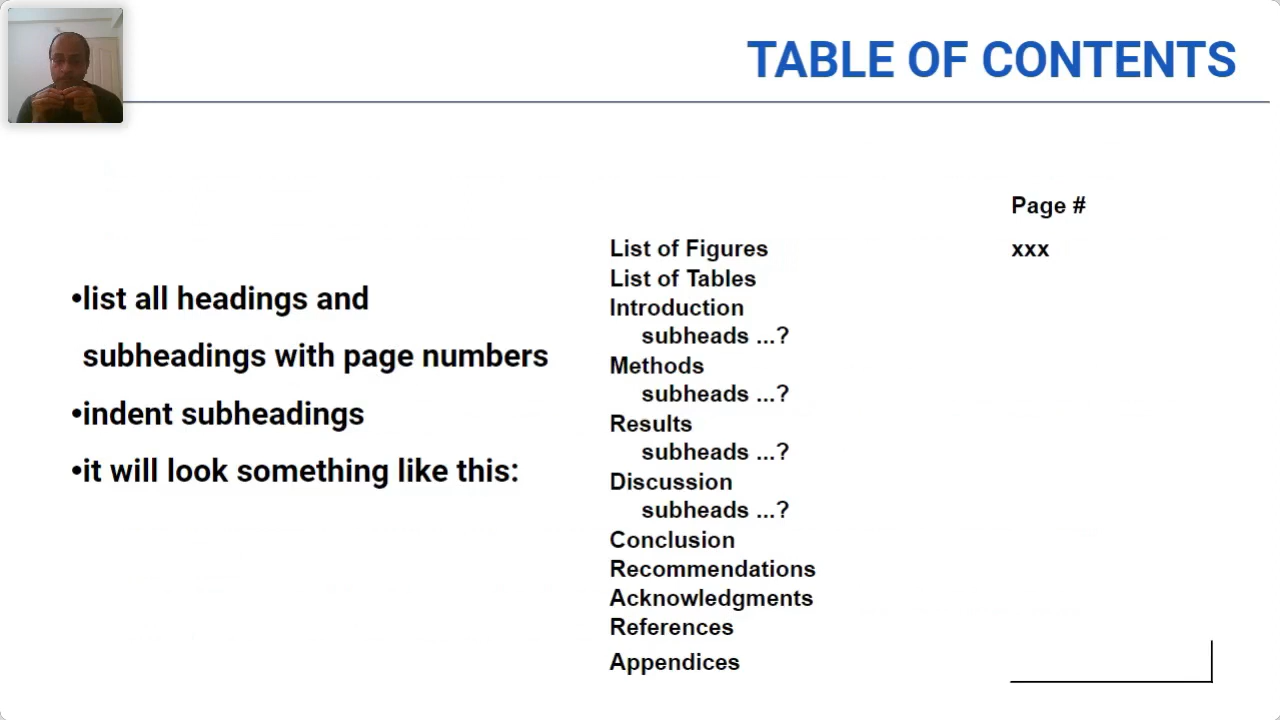 TABLE OF CONTENTS
•list all headings and
subheadings with page numbers
•indent subheadings
•it will look something like this:
Page #
List of Figures xxx
List of Tables
Introduction
subheads ...?
Methods
subheads ...?
Results
subheads ...?
Discussion
subheads ...?
Conclusion
Recommendations
Acknowledgments
References
Appendices